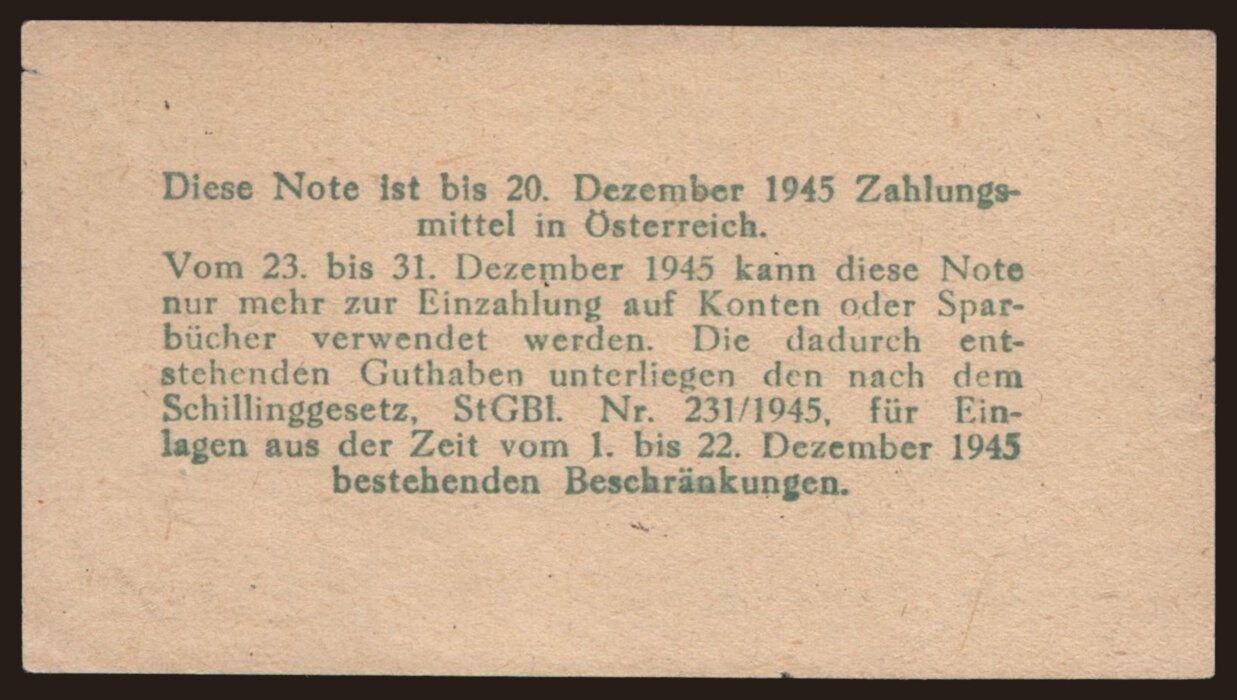 Diese Note ist bis 20. Dezember 1945 Zahlungs-
mittel in Österreich.
Vom 23. bis 31. Dezember 1945 kann diese Note
nur mehr zur Einzahlung auf Konten oder Spar-
bücher verwendet werden. Die dadurch ent-
stehenden Guthaben unterliegen den nach dem
Schillinggesetz, StGBl. Nr. 231/1945, für Ein-
lagen aus der Zeit vom 1. bis 22. Dezember 1945
bestehenden Beschränkungen.